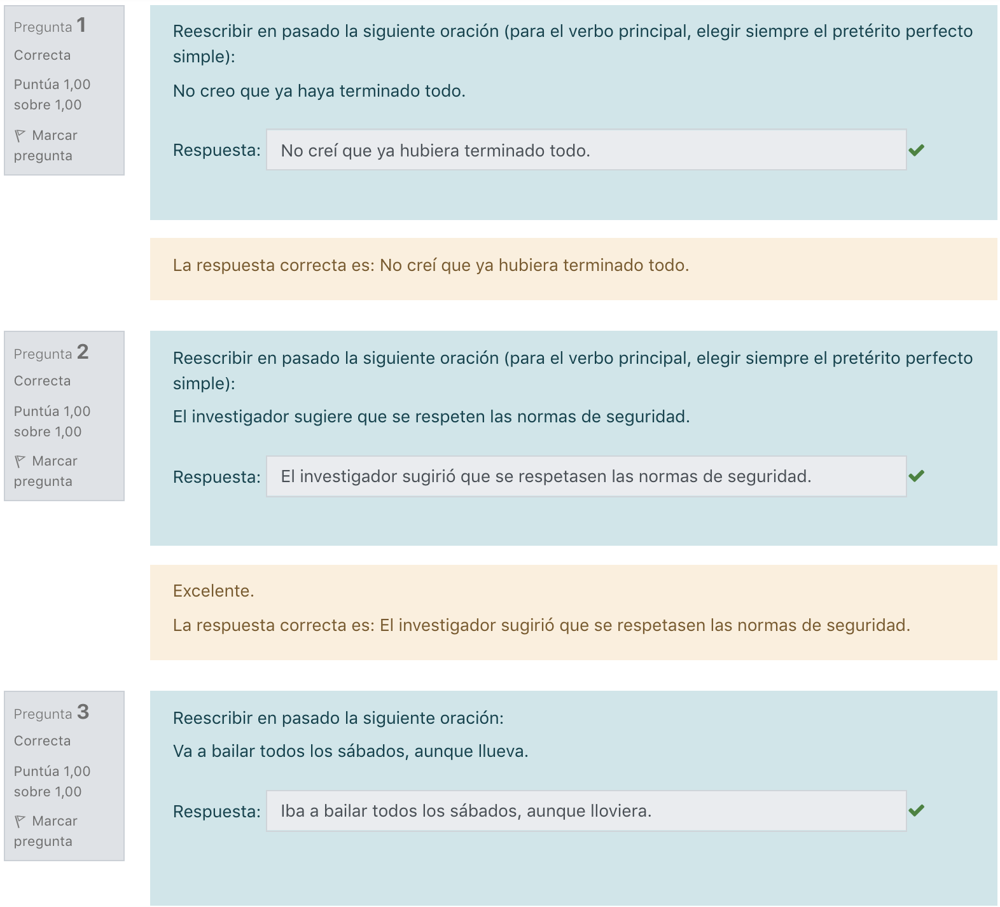 Pregunta 1
Correcta
Puntúa 1,00
sobre 1,00
Marcar
pregunta
Reescribir en pasado la siguiente oración (para el verbo principal, elegir siempre el pretérito perfecto
simple):
No creo que ya haya terminado todo.
Respuesta: No creí que ya hubiera terminado todo.
La respuesta correcta es: No creí que ya hubiera terminado todo.
Pregunta 2
Correcta
Puntúa 1,00
sobre 1,00
Marcar
pregunta
Reescribir en pasado la siguiente oración (para el verbo principal, elegir siempre el pretérito perfecto
simple):
El investigador sugiere que se respeten las normas de seguridad.
Respuesta: El investigador sugirió que se respetasen las normas de seguridad.
Excelente.
La respuesta correcta es: El investigador sugirió que se respetasen las normas de seguridad.
Pregunta 3
Correcta
Puntúa 1,00
sobre 1,00
Marcar
pregunta
Reescribir en pasado la siguiente oración:
Va a bailar todos los sábados, aunque llueva.
Respuesta: Iba a bailar todos los sábados, aunque lloviera.